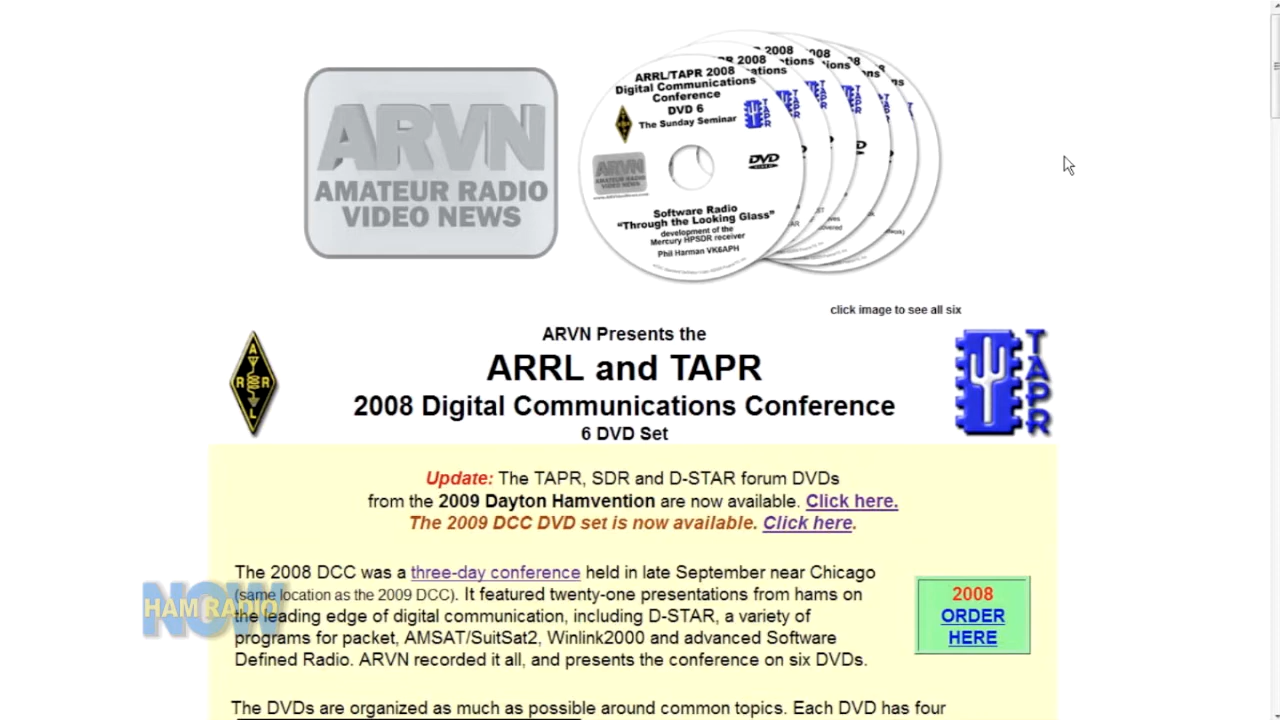 ARVN
AMATEUR RADIO
VIDEO NEWS
ARRL/TAPR 2008
Digital Communications
Conference
DVD 6
The Sunday Seminar
TAPR
ARVN
AMATEUR RADIO
VIDEO NEWS
DVD
Software Radio
"Through the Looking Glass"
development of the
Mercury HPSDR receiver
Phil Harman VK6APH
click image to see all six
ARVN Presents the
ARRL and TAPR
2008 Digital Communications Conference
6 DVD Set
ARRL
TAPR
Update: The TAPR, SDR and D-STAR forum DVDs
from the 2009 Dayton Hamvention are now available. Click here.
The 2009 DCC DVD set is now available. Click here.
The 2008 DCC was a three-day conference held in late September near Chicago
(same location as the 2009 DCC). It featured twenty-one presentations from hams on
the leading edge of digital communication, including D-STAR, a variety of
programs for packet, AMSAT/SuitSat2, Winlink2000 and advanced Software
Defined Radio. ARVN recorded it all, and presents the conference on six DVDs.
2008
ORDER
HERE
HAM RADIO
NOW
The DVDs are organized as much as possible around common topics. Each DVD has four